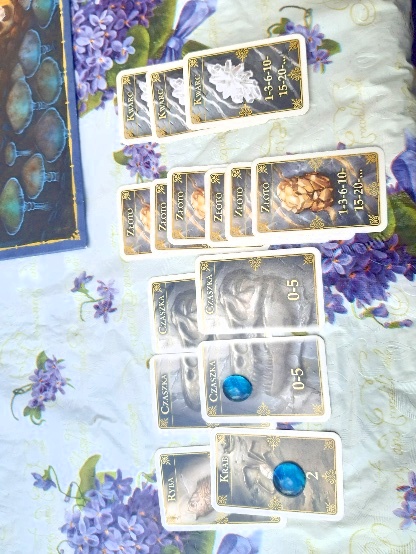 KWARC
KWARC
KWARC
1-3-6-10-
15-20-...
ZŁOTO
ZŁOTO
ZŁOTO
ZŁOTO
ZŁOTO
ZŁOTO
1-3-6-10-
15-20-...
CZASZKA
CZASZKA
0-5
CZASZKA
CZASZKA
0-5
RYBA
2